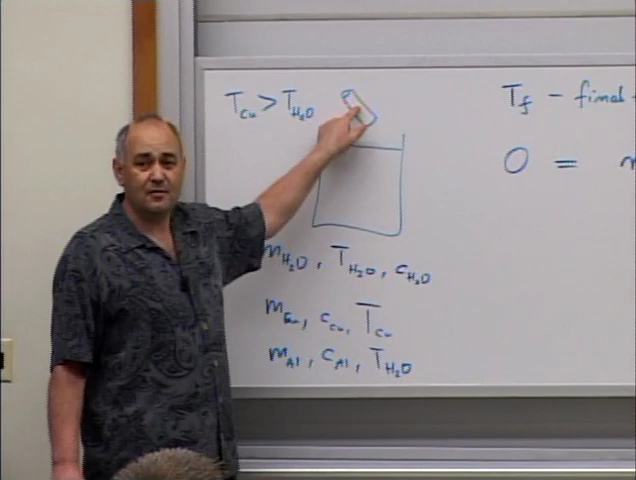 T_Cu > T_H₂O
T_f - final
0 =
m_H₂O, T_H₂O, c_H₂O
m_Cu, c_Cu, T_Cu
m_Al, c_Al, T_H₂O